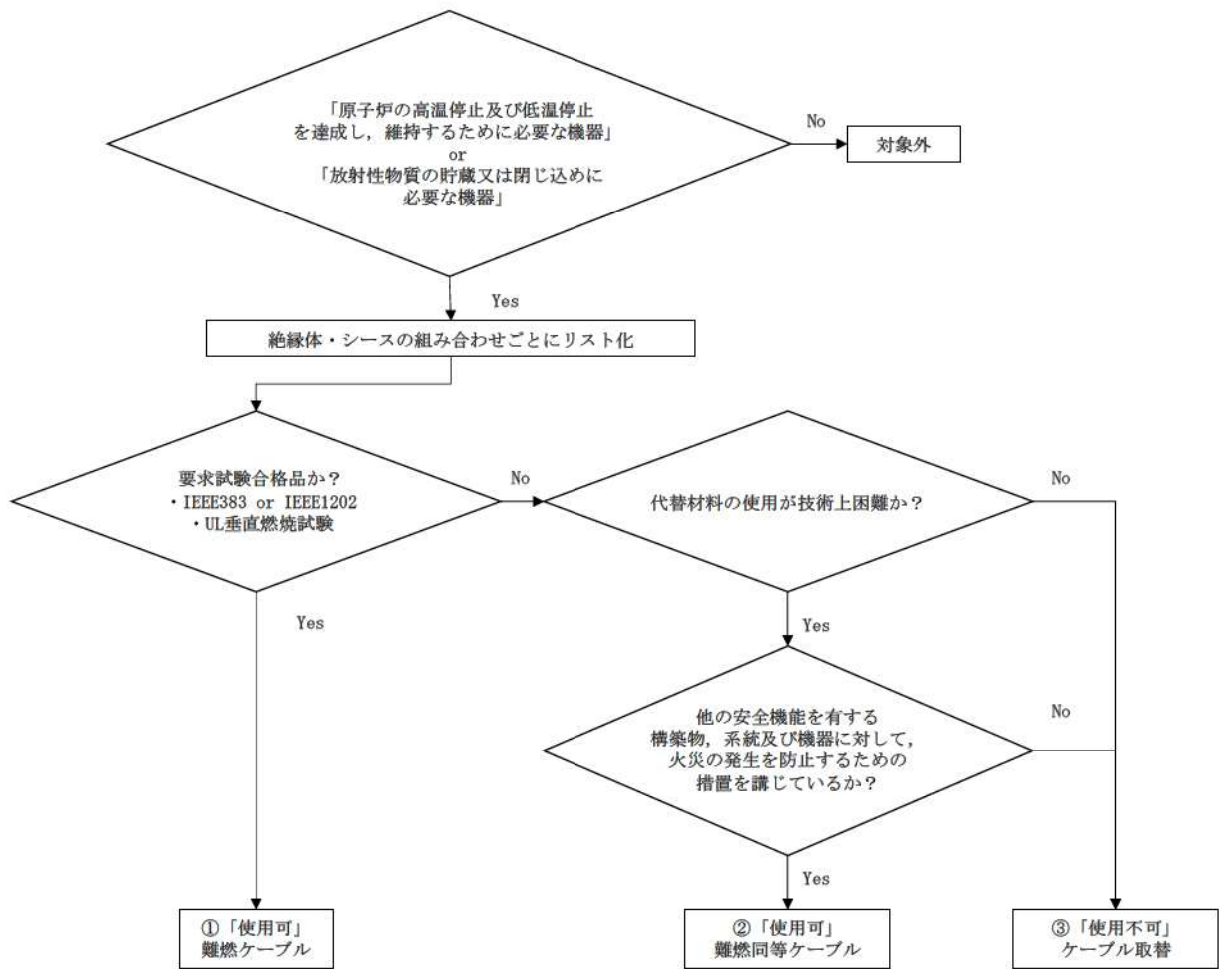 「原子炉の高温停止及び低温停止
を達成し，維持するために必要な機器」
or
「放射性物質の貯蔵又は閉じ込めに
必要な機器」
No
対象外
Yes
絶縁体・シースの組み合わせごとにリスト化
要求試験合格品か？
・IEEE383 or IEEE1202
・UL垂直燃焼試験
No
代替材料の使用が技術上困難か？
No
Yes
Yes
他の安全機能を有する
構築物，系統及び機器に対して，
火災の発生を防止するための
措置を講じているか？
No
Yes
①「使用可」
難燃ケーブル
②「使用可」
難燃同等ケーブル
③「使用不可」
ケーブル取替